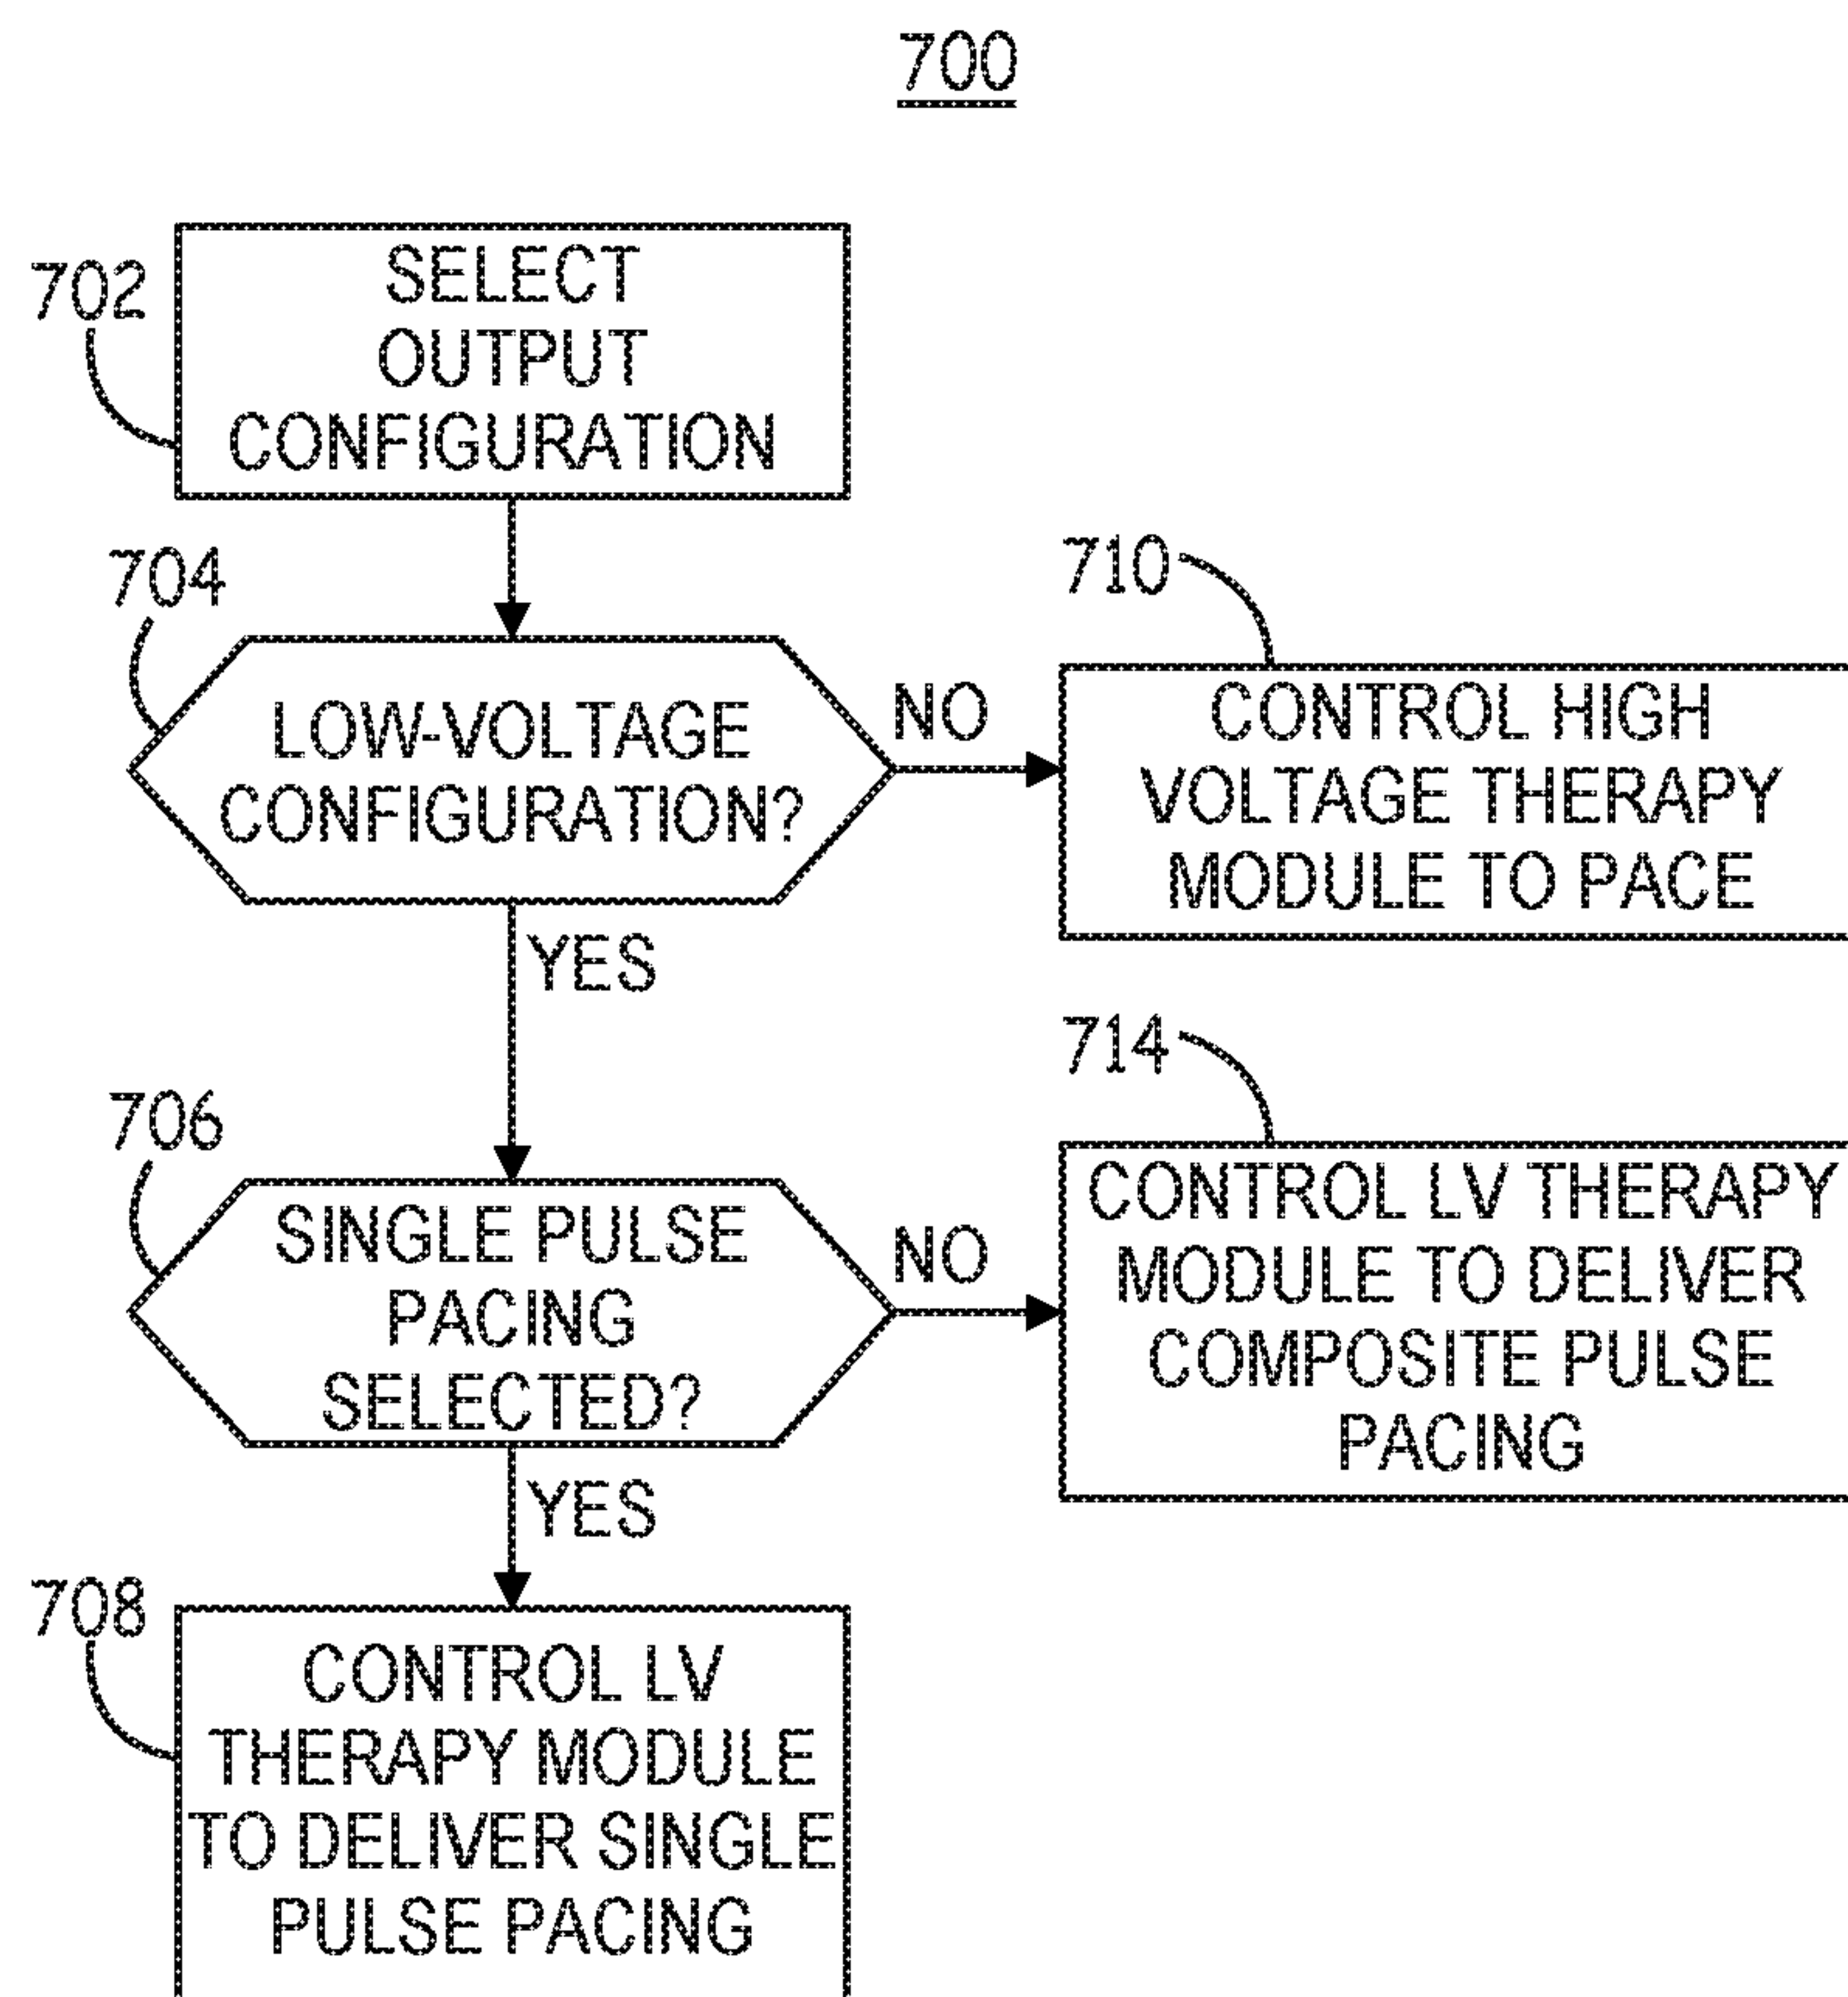 700
702
SELECT
OUTPUT
CONFIGURATION
704
LOW-VOLTAGE
CONFIGURATION?
NO
710
CONTROL HIGH
VOLTAGE THERAPY
MODULE TO PACE
YES
706
SINGLE PULSE
PACING
SELECTED?
NO
714
CONTROL LV THERAPY
MODULE TO DELIVER
COMPOSITE PULSE
PACING
YES
708
CONTROL LV
THERAPY MODULE
TO DELIVER SINGLE
PULSE PACING